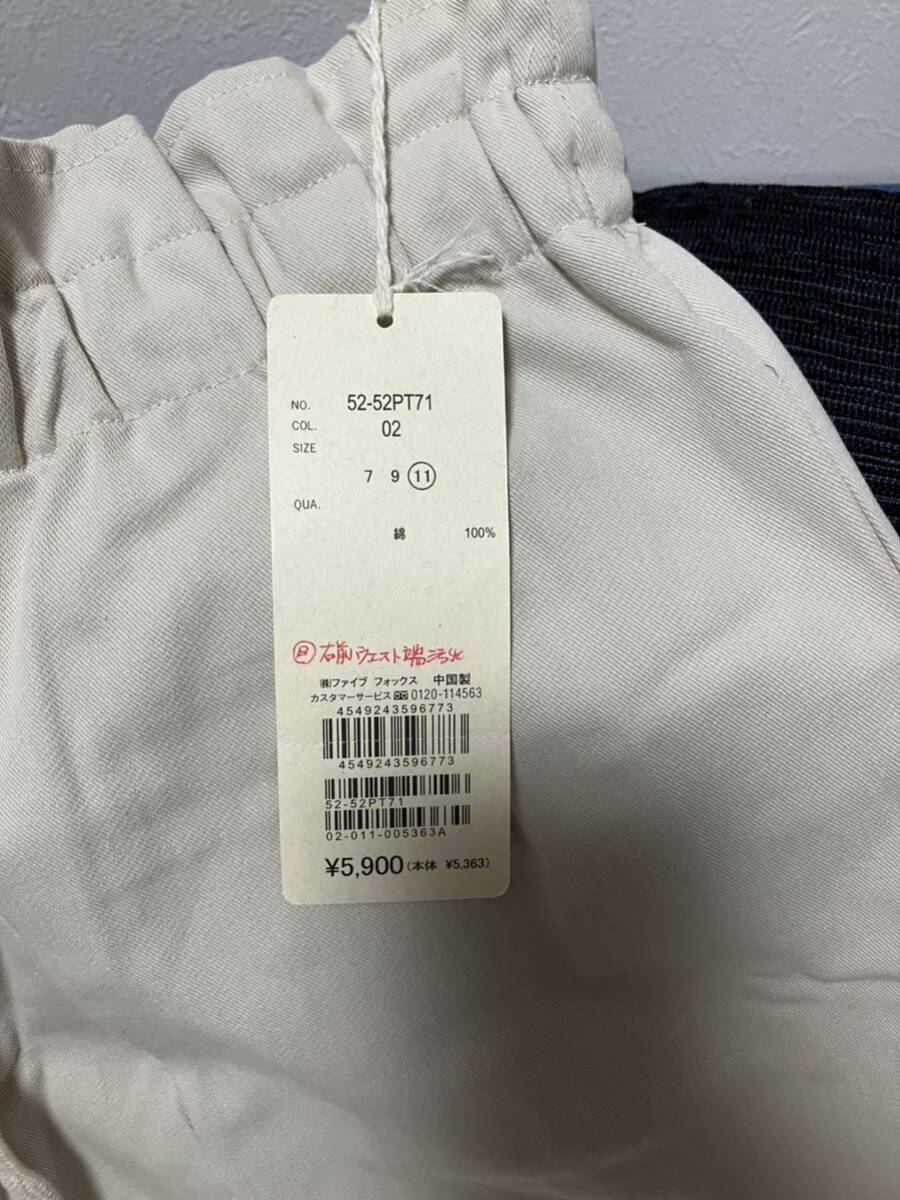 NO. 52-52PT71
COL. 02
SIZE
7 9 11
QUA.
綿 100%
B 右前ウエスト端汚れ
㈱ファイブ フォックス 中国製
カスタマーサービス 0120-114563
4549243596773
4549243596773
52-52PT71
02-011-005363A
¥5,900(本体 ¥5,363)